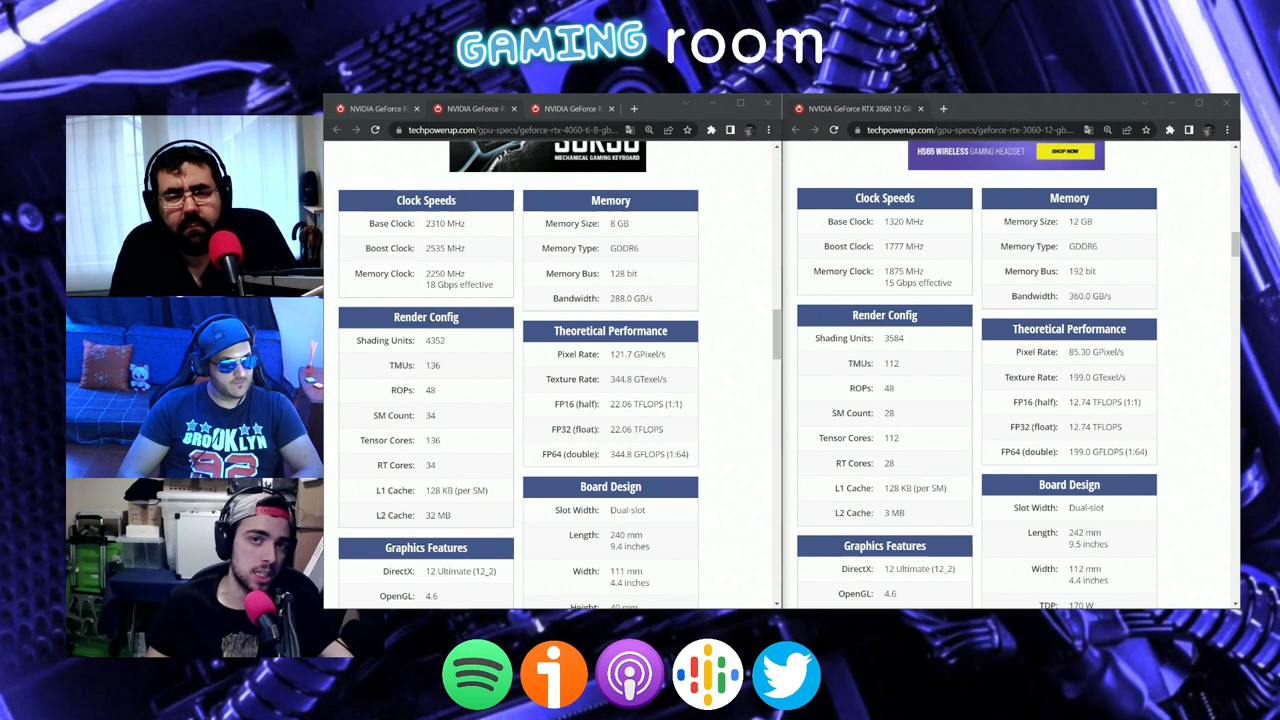 GAMING room
NVIDIA GeForce R
NVIDIA GeForce R
NVIDIA GeForce R
techpowerup.com/gpu-specs/geforce-rtx-4060-ti-8-gb...
MECHANICAL GAMING KEYBOARD
Clock Speeds
Base Clock: 2310 MHz
Boost Clock: 2535 MHz
Memory Clock: 2250 MHz
18 Gbps effective
Render Config
Shading Units: 4352
TMUs: 136
ROPs: 48
SM Count: 34
Tensor Cores: 136
RT Cores: 34
L1 Cache: 128 KB (per SM)
L2 Cache: 32 MB
Graphics Features
DirectX: 12 Ultimate (12_2)
OpenGL: 4.6
Memory
Memory Size: 8 GB
Memory Type: GDDR6
Memory Bus: 128 bit
Bandwidth: 288.0 GB/s
Theoretical Performance
Pixel Rate: 121.7 GPixel/s
Texture Rate: 344.8 GTexel/s
FP16 (half): 22.06 TFLOPS (1:1)
FP32 (float): 22.06 TFLOPS
FP64 (double): 344.8 GFLOPS (1:64)
Board Design
Slot Width: Dual-slot
Length: 240 mm
9.4 inches
Width: 111 mm
4.4 inches
Height: 40 mm
NVIDIA GeForce RTX 3060 12 GB
techpowerup.com/gpu-specs/geforce-rtx-3060-12-gb....
HS65 WIRELESS GAMING HEADSET
SHOP NOW
Clock Speeds
Base Clock: 1320 MHz
Boost Clock: 1777 MHz
Memory Clock: 1875 MHz
15 Gbps effective
Render Config
Shading Units: 3584
TMUs: 112
ROPs: 48
SM Count: 28
Tensor Cores: 112
RT Cores: 28
L1 Cache: 128 KB (per SM)
L2 Cache: 3 MB
Graphics Features
DirectX: 12 Ultimate (12_2)
OpenGL: 4.6
Memory
Memory Size: 12 GB
Memory Type: GDDR6
Memory Bus: 192 bit
Bandwidth: 360.0 GB/s
Theoretical Performance
Pixel Rate: 85.30 GPixel/s
Texture Rate: 199.0 GTexel/s
FP16 (half): 12.74 TFLOPS (1:1)
FP32 (float): 12.74 TFLOPS
FP64 (double): 199.0 GFLOPS (1:64)
Board Design
Slot Width: Dual-slot
Length: 242 mm
9.5 inches
Width: 112 mm
4.4 inches
TDP: 170 W
BROOKLYN
92